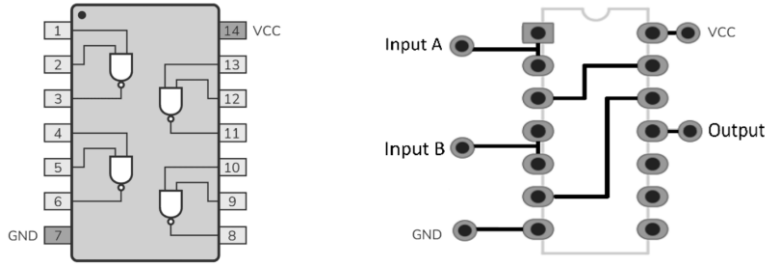 1
14 VCC
2
13
3
12
4
11
5
10
6
9
GND 7
8
Input A
VCC
Input B
Output
GND